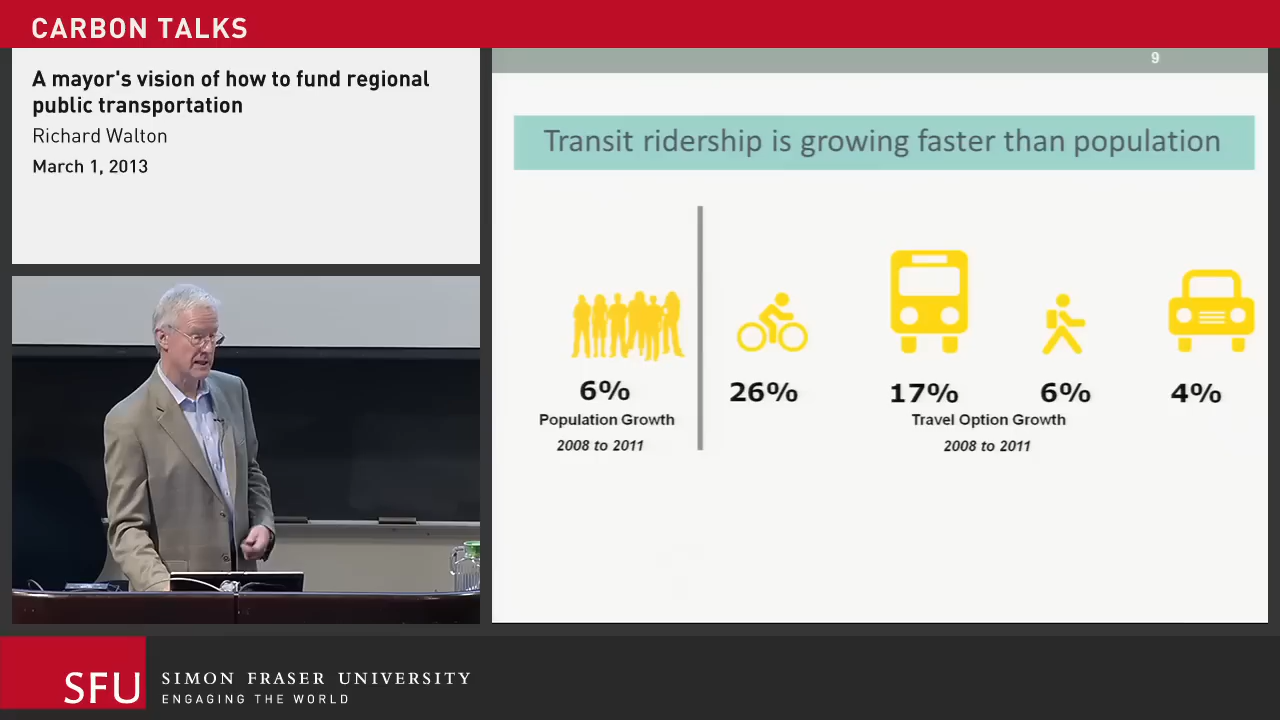 CARBON TALKS
A mayor's vision of how to fund regional
public transportation
Richard Walton
March 1, 2013
9
Transit ridership is growing faster than population
6%
Population Growth
2008 to 2011
26%
17%
6%
4%
Travel Option Growth
2008 to 2011
SFU
SIMON FRASER UNIVERSITY
ENGAGING THE WORLD